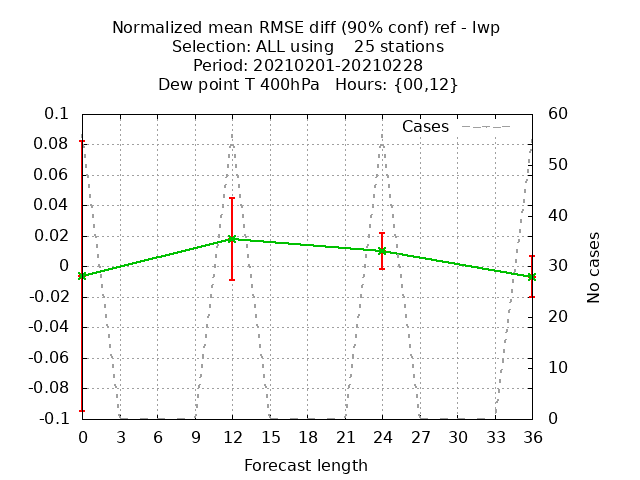 Normalized mean RMSE diff (90% conf) ref - lwp
Selection: ALL using    25 stations
Period: 20210201-20210228
Dew point T 400hPa   Hours: {00,12}
Cases
0.1
0.08
0.06
0.04
0.02
0
-0.02
-0.04
-0.06
-0.08
-0.1
60
50
40
30
20
10
0
No cases
0 3 6 9 12 15 18 21 24 27 30 33 36
Forecast length